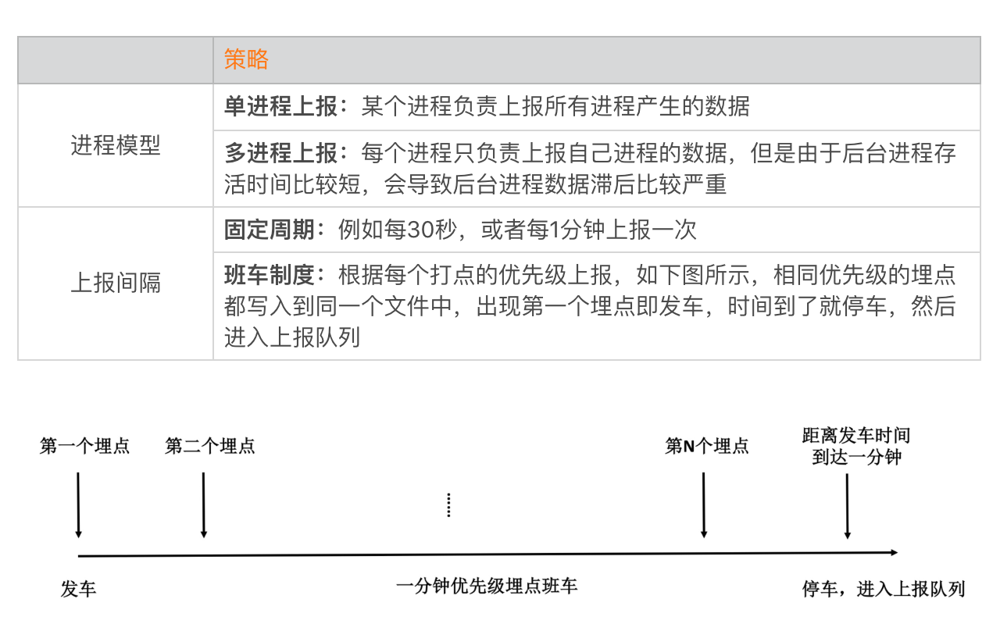 策略
进程模型
单进程上报：某个进程负责上报所有进程产生的数据
多进程上报：每个进程只负责上报自己进程的数据，但是由于后台进程存
活时间比较短，会导致后台进程数据滞后比较严重
上报间隔
固定周期：例如每30秒，或者每1分钟上报一次
班车制度：根据每个打点的优先级上报，如下图所示，相同优先级的埋点
都写入到同一个文件中，出现第一个埋点即发车，时间到了就停车，然后
进入上报队列
第一个埋点
第二个埋点
第N个埋点
距离发车时间
到达一分钟
发车
一分钟优先级埋点班车
停车，进入上报队列